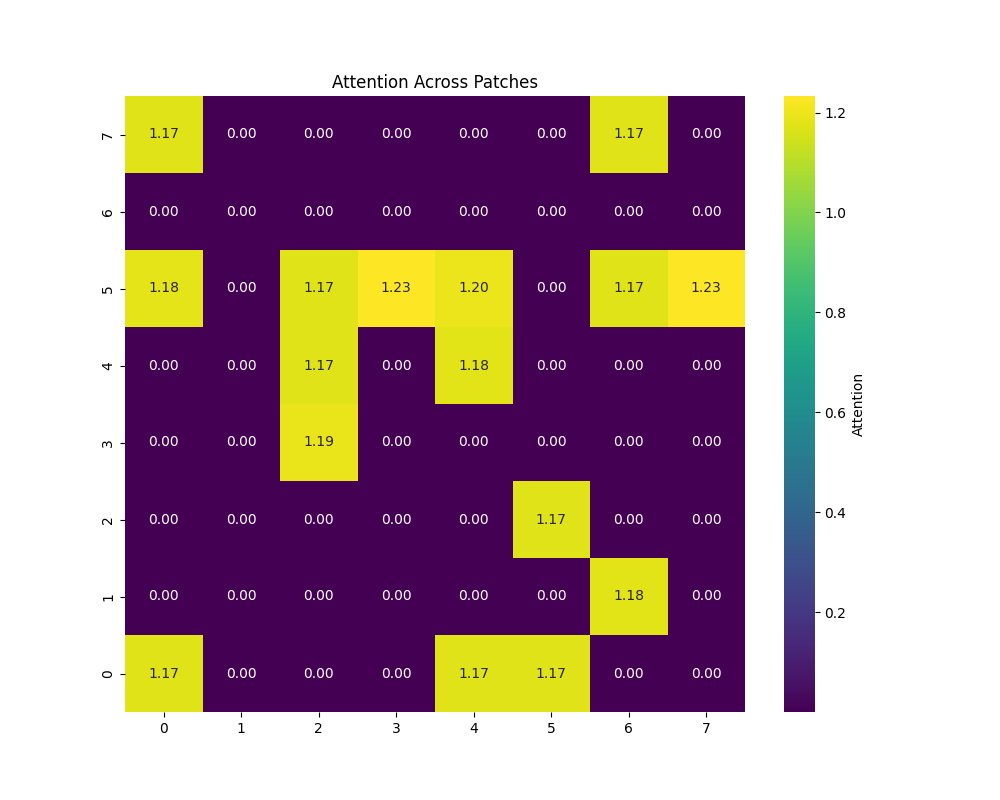 Attention Across Patches
7 1.17 0.00 0.00 0.00 0.00 0.00 1.17 0.00
6 0.00 0.00 0.00 0.00 0.00 0.00 0.00 0.00
5 1.18 0.00 1.17 1.23 1.20 0.00 1.17 1.23
4 0.00 0.00 1.17 0.00 1.18 0.00 0.00 0.00
3 0.00 0.00 1.19 0.00 0.00 0.00 0.00 0.00
2 0.00 0.00 0.00 0.00 0.00 1.17 0.00 0.00
1 0.00 0.00 0.00 0.00 0.00 0.00 1.18 0.00
0 1.17 0.00 0.00 0.00 1.17 1.17 0.00 0.00
0 1 2 3 4 5 6 7
1.2
1.0
0.8
0.6
0.4
0.2
Attention